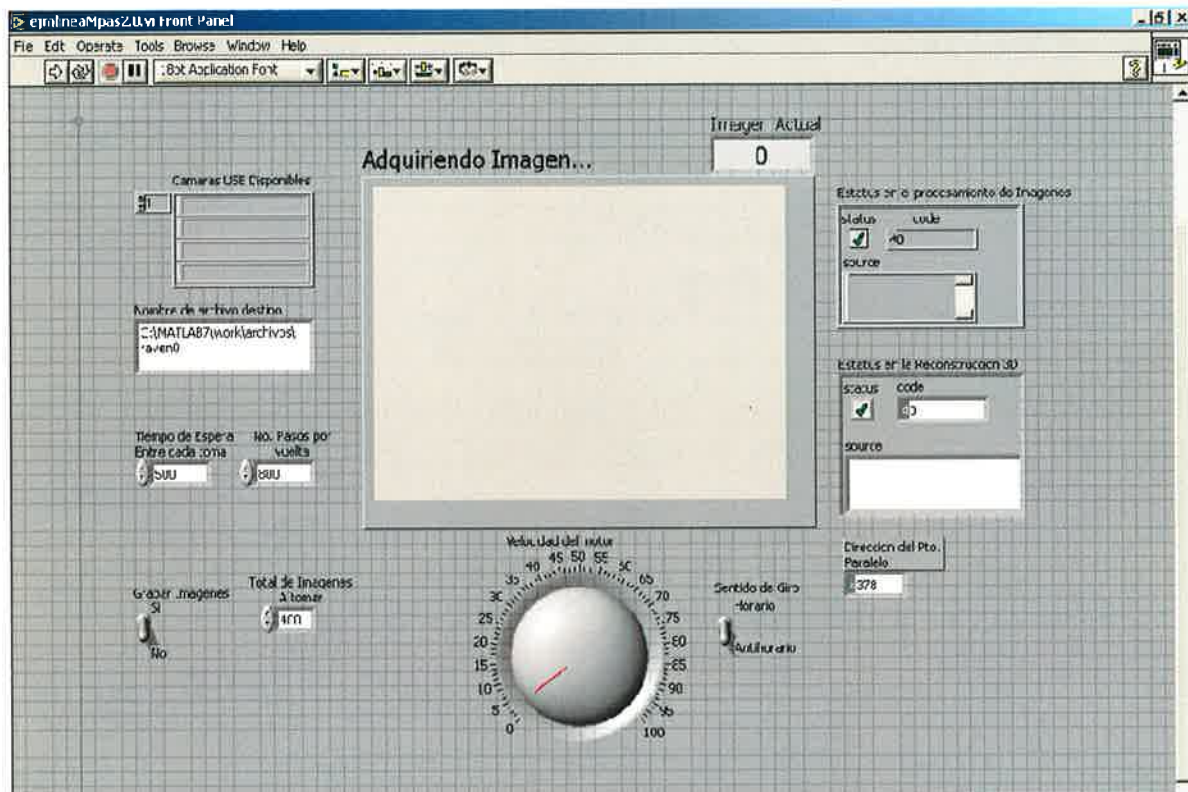 Front Panel
File Edit Operate Tools Browse Window Help
Application Font
Imagen Actual
0
Adquiriendo Imagen...
Camaras USB Disponibles
Estatus en el procesamiento de Imagenes
status code
0
source
Nombre de archivo destino
C:\MATLAB7\work\archivos\
raven0
Estatus en la Reconstruccion 3D
status code
0
source
Tiempo de Espera
Entre cada toma
500
No. Pasos por
vuelta
800
Velocidad del motor
0 5 10 15 20 25 30 35 40 45 50 55 60 65 70 75 80 85 90 95 100
Direccion del Pto.
Paralelo
378
Grabar Imagenes
Si
No
Total de Imagenes
A tomar
400
Sentido de Giro
Horario
Antihorario